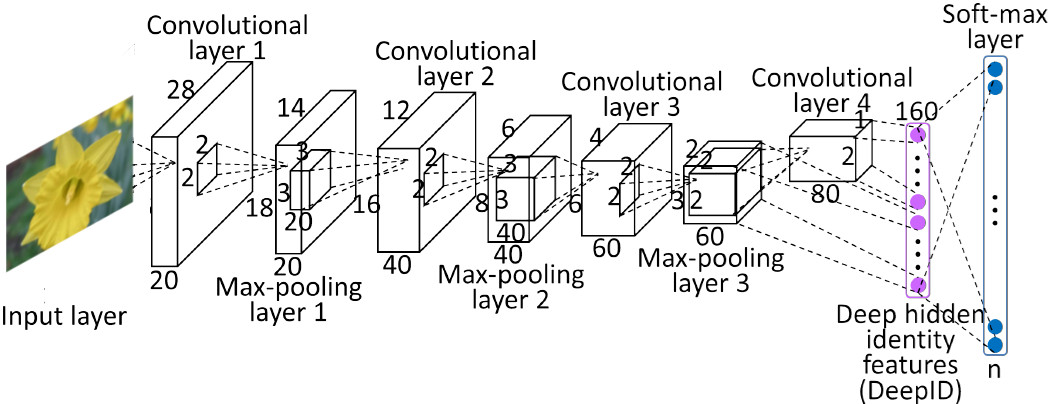 Convolutional
layer 1
28
2
2
18
20
14
3
3
20
16
20
Max-pooling
layer 1
Convolutional
layer 2
12
2
2
8
40
6
3
3
40
6
40
Max-pooling
layer 2
Convolutional
layer 3
4
2
2
3
60
2
2
2
60
Max-pooling
layer 3
Convolutional
layer 4
1
2
80
160
Soft-max
layer
Input layer
Deep hidden
identity
features
(DeepID)
n